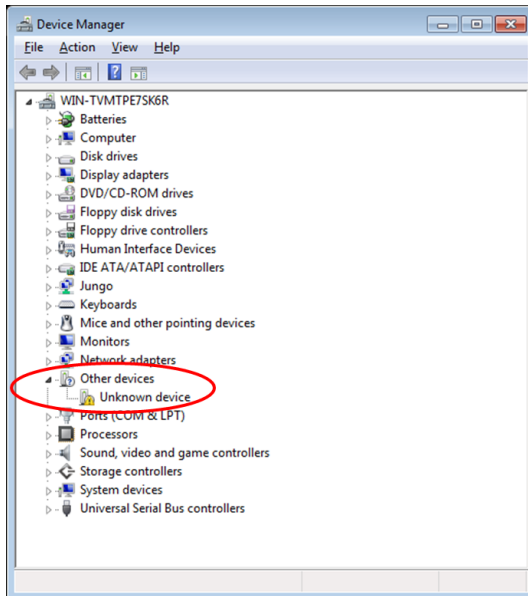 Device Manager
File Action View Help
WIN-TVMTPE7SK6R
Batteries
Computer
Disk drives
Display adapters
DVD/CD-ROM drives
Floppy disk drives
Floppy drive controllers
Human Interface Devices
IDE ATA/ATAPI controllers
Jungo
Keyboards
Mice and other pointing devices
Monitors
Network adapters
Other devices
Unknown device
Ports (COM & LPT)
Processors
Sound, video and game controllers
Storage controllers
System devices
Universal Serial Bus controllers